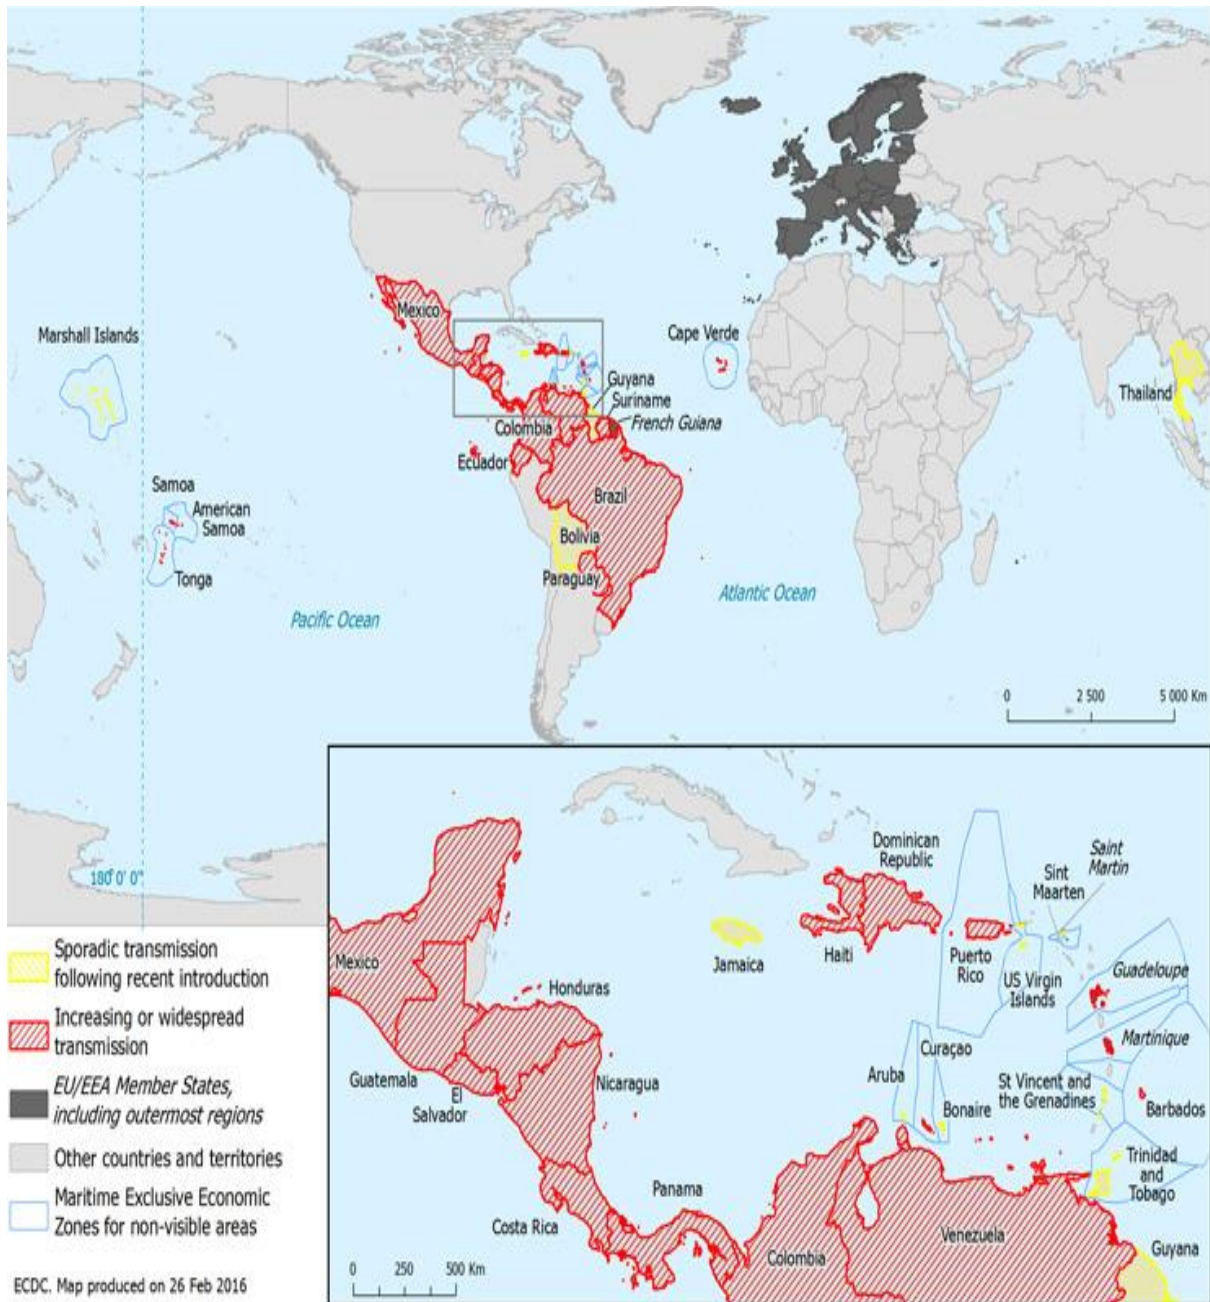 Mexico
Marshall Islands
Cape Verde
Guyana
Suriname
French Guiana
Thailand
Colombia
Ecuador
Brazil
Samoa
American
Samoa
Bolivia
Tonga
Paraguay
Atlantic Ocean
Pacific Ocean
0 2 500 5 000 Km
180° 0' 0"
Dominican
Republic
Saint
Martin
Sint
Maarten
Mexico
Jamaica
Haiti
Puerto
Rico
US Virgin
Islands
Guadeloupe
Honduras
Martinique
Curaçao
Aruba
Guatemala
El
Salvador
Nicaragua
St Vincent and
the Grenadines
Bonaire
Barbados
Trinidad
and
Tobago
Panama
Costa Rica
Colombia
Venezuela
Guyana
0 250 500 Km
Sporadic transmission
following recent introduction
Increasing or widespread
transmission
EU/EEA Member States,
including outermost regions
Other countries and territories
Maritime Exclusive Economic
Zones for non-visible areas
ECDC. Map produced on 26 Feb 2016